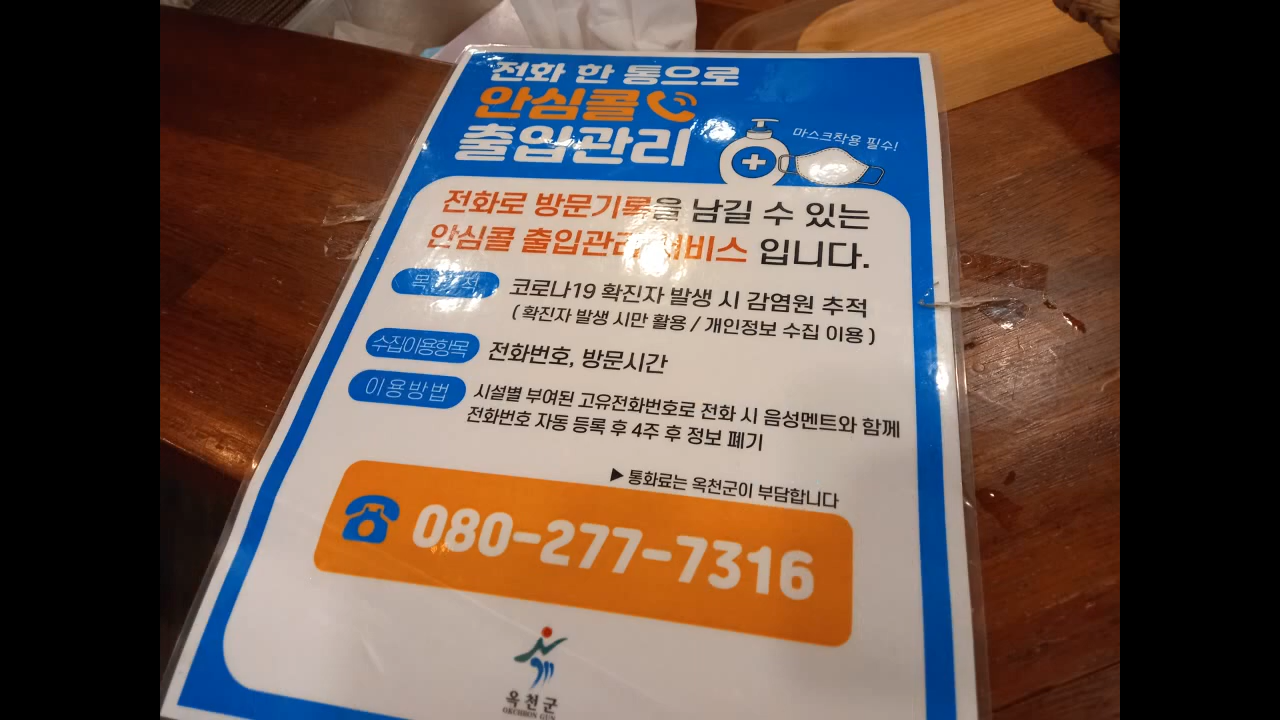 전화 한 통으로
안심콜
출입관리
마스크착용 필수!
전화로 방문기록을 남길 수 있는
안심콜 출입관리 서비스 입니다.
목적
코로나19 확진자 발생 시 감염원 추적
( 확진자 발생 시만 활용 / 개인정보 수집 이용 )
수집이용항목
전화번호, 방문시간
이용방법
시설별 부여된 고유전화번호로 전화 시 음성멘트와 함께
전화번호 자동 등록 후 4주 후 정보 폐기
▶ 통화료는 옥천군이 부담합니다
080-277-7316
옥천군
OKCHEON GUN